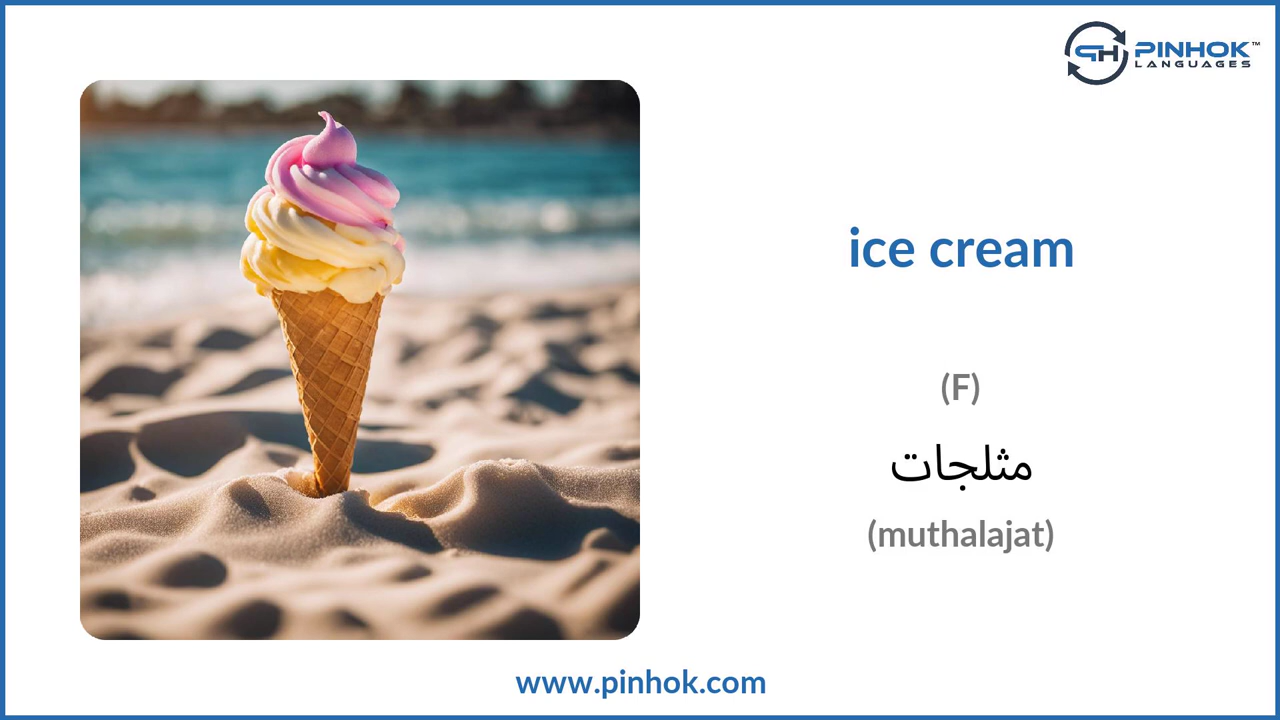 PINHOK™
LANGUAGES
ice cream
(F)
مثلجات
(muthalajat)
www.pinhok.com